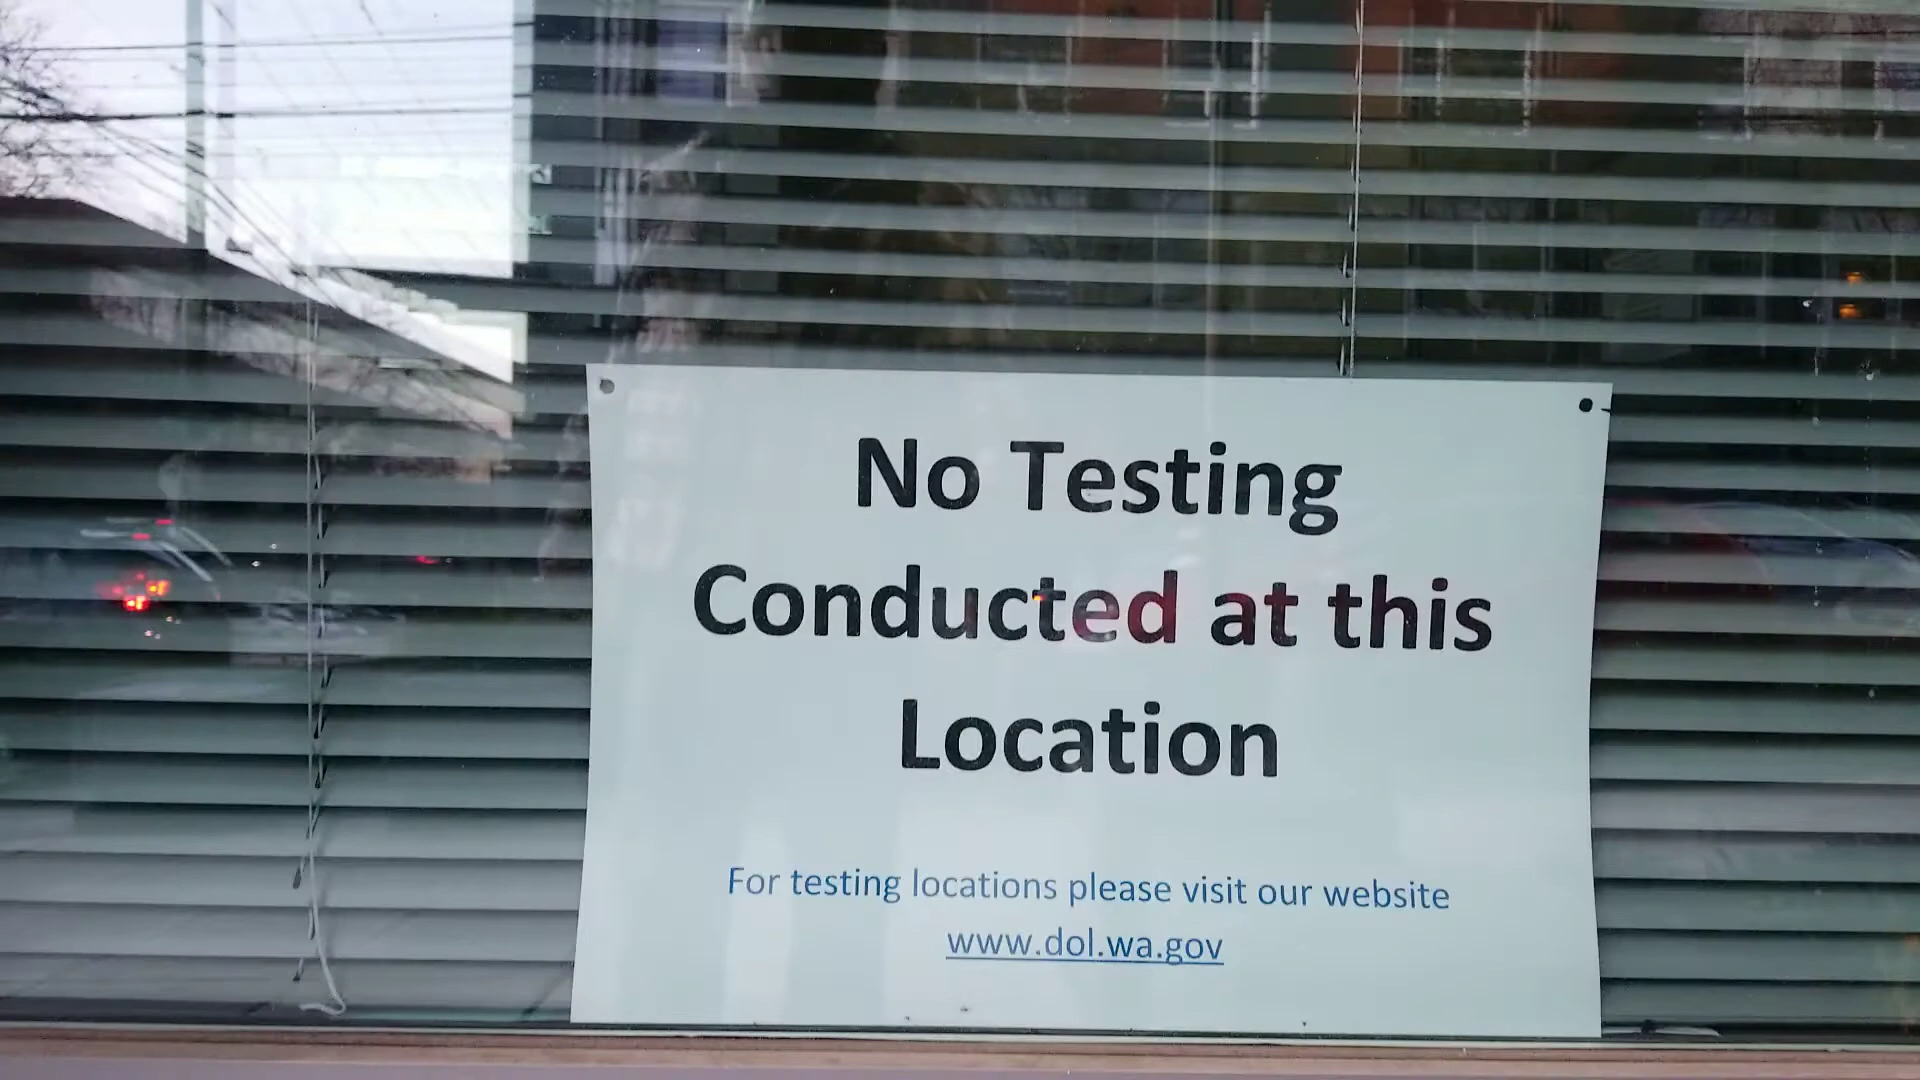 No Testing
Conducted at this
Location
For testing locations please visit our website
www.dol.wa.gov